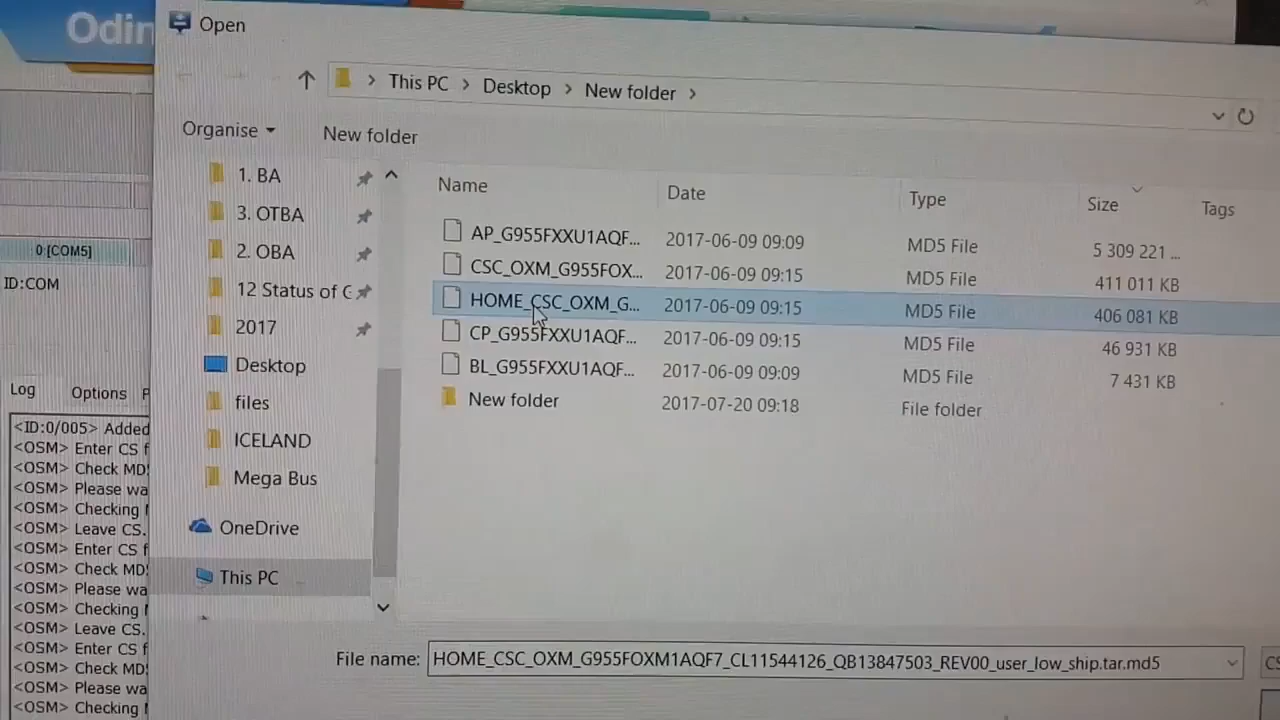 Odin
Open
This PC > Desktop > New folder >
Organise
New folder
Name
Date
Type
Size
Tags
1. BA
3. OTBA
2. OBA
12 Status of
2017
Desktop
files
ICELAND
Mega Bus
OneDrive
This PC
AP_G955FXXU1AQF... 2017-06-09 09:09 MD5 File 5 309 221 ...
CSC_OXM_G955FOX... 2017-06-09 09:15 MD5 File 411 011 KB
HOME_CSC_OXM_G... 2017-06-09 09:15 MD5 File 406 081 KB
CP_G955FXXU1AQF... 2017-06-09 09:15 MD5 File 46 931 KB
BL_G955FXXU1AQF... 2017-06-09 09:09 MD5 File 7 431 KB
New folder 2017-07-20 09:18 File folder
File name: HOME_CSC_OXM_G955FOXM1AQF7_CL11544126_QB13847503_REV00_user_low_ship.tar.md5
0:[COM5]
ID:COM
Log
Options
<ID:0/005> Added
<OSM> Enter CS f
<OSM> Check MD5
<OSM> Please wa
<OSM> Checking
<OSM> Leave CS.
<OSM> Enter CS f
<OSM> Check MD5
<OSM> Please wa
<OSM> Checking
<OSM> Leave CS.
<OSM> Enter CS f
<OSM> Check MD5
<OSM> Please wa
<OSM> Checking